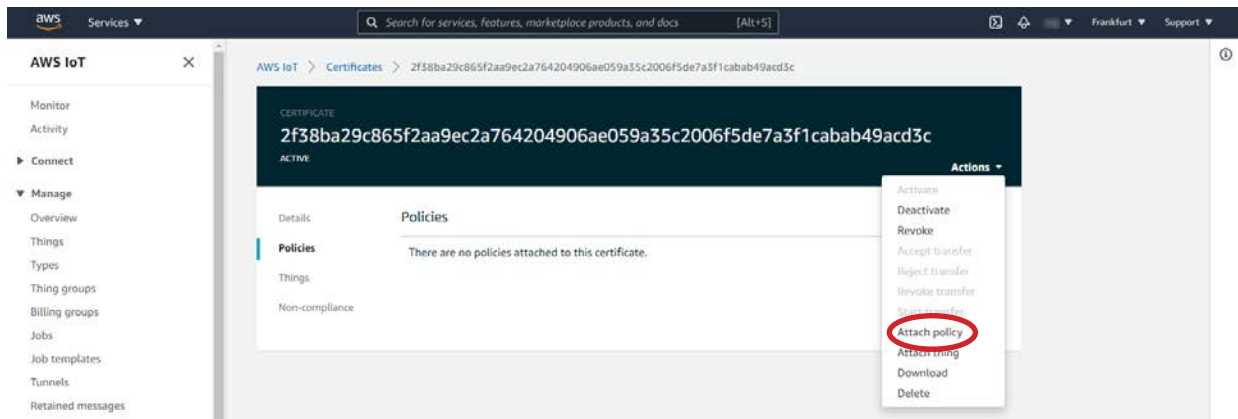 aws Services ▼ Search for services, features, marketplace products, and docs [Alt+S] Frankfurt ▼ Support ▼
AWS IoT ×
Monitor
Activity
Connect
Manage
Overview
Things
Types
Thing groups
Billing groups
Jobs
Job templates
Tunnels
Retained messages
AWS IoT > Certificates > 2f38ba29c865f2aa9ec2a764204906ae059a35c2006f5de7a3f1cabab49acd3c
CERTIFICATE
2f38ba29c865f2aa9ec2a764204906ae059a35c2006f5de7a3f1cabab49acd3c
ACTIVE
Actions
Details
Policies
Things
Non-compliance
Policies
There are no policies attached to this certificate.
Activate
Deactivate
Revoke
Accept transfer
Reject transfer
Revoke transfer
Start transfer
Attach policy
Attach thing
Download
Delete